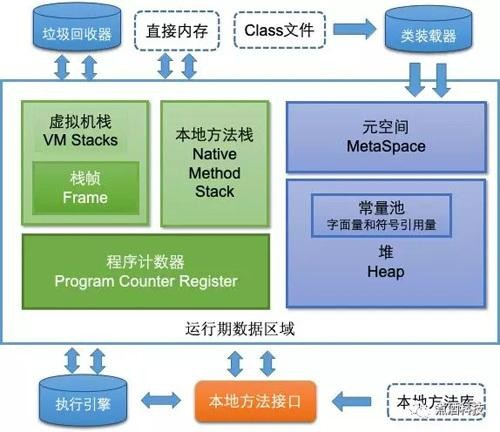 垃圾回收器
直接内存
Class文件
类装载器
虚拟机栈
VM Stacks
栈帧
Frame
本地方法栈
Native
Method
Stack
元空间
MetaSpace
常量池
字面量和符号引用量
堆
Heap
程序计数器
Program Counter Register
运行期数据区域
执行引擎
本地方法接口
本地方法库